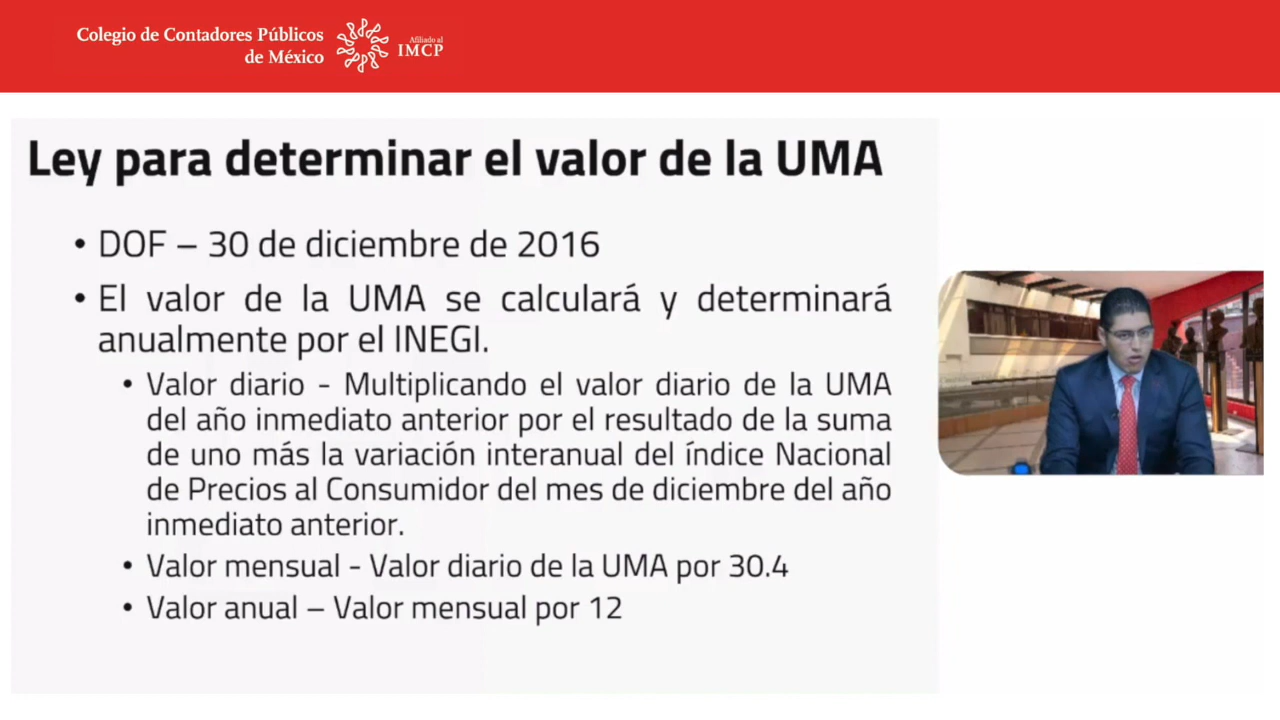 Colegio de Contadores Públicos
de México
Afiliado al
IMCP
Ley para determinar el valor de la UMA
• DOF – 30 de diciembre de 2016
• El valor de la UMA se calculará y determinará
anualmente por el INEGI.
• Valor diario - Multiplicando el valor diario de la UMA
del año inmediato anterior por el resultado de la suma
de uno más la variación interanual del índice Nacional
de Precios al Consumidor del mes de diciembre del año
inmediato anterior.
• Valor mensual - Valor diario de la UMA por 30.4
• Valor anual – Valor mensual por 12